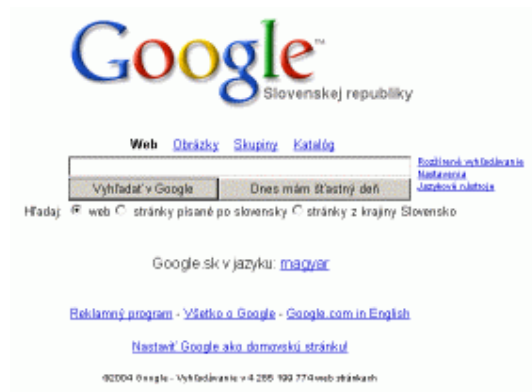 Google™
Slovenskej republiky
Web Obrázky Skupiny Katalóg
Rozšírené vyhľadávanie
Nastavenia
Jazykové nástroje
Vyhľadať v Google Dnes mám šťastný deň
Hľadaj: web stránky písané po slovensky stránky z krajiny Slovensko
Google.sk v jazyku: magyar
Reklamný program - Všetko o Google - Google.com in English
Nastaviť Google ako domovskú stránku!
©2004 Google - Vyhľadávanie v 4 285 199 774 web stránkach